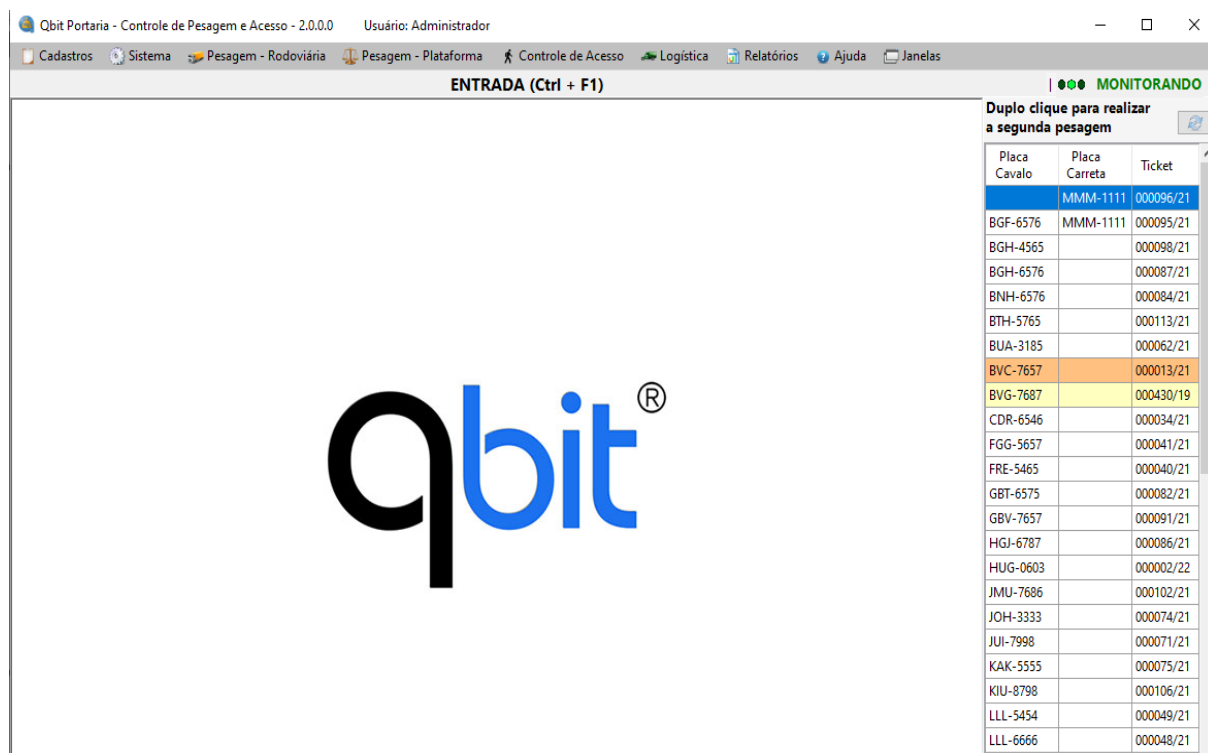 Qbit Portaria - Controle de Pesagem e Acesso - 2.0.0.0 Usuário: Administrador
Cadastros Sistema Pesagem - Rodoviária Pesagem - Plataforma Controle de Acesso Logística Relatórios Ajuda Janelas
ENTRADA (Ctrl + F1) | MONITORANDO
Duplo clique para realizar
a segunda pesagem
Placa Cavalo Placa Carreta Ticket
MMM-1111 000096/21
BGF-6576 MMM-1111 000095/21
BGH-4565 000098/21
BGH-6576 000087/21
BNH-6576 000084/21
BTH-5765 000113/21
BUA-3185 000062/21
BVC-7657 000013/21
BVG-7687 000430/19
CDR-6546 000034/21
FGG-5657 000041/21
FRE-5465 000040/21
GBT-6575 000082/21
GBV-7657 000091/21
HGJ-6787 000086/21
HUG-0603 000002/22
JMU-7686 000102/21
JOH-3333 000074/21
JUI-7998 000071/21
KAK-5555 000075/21
KIU-8798 000106/21
LLL-5454 000049/21
LLL-6666 000048/21
qbit ®